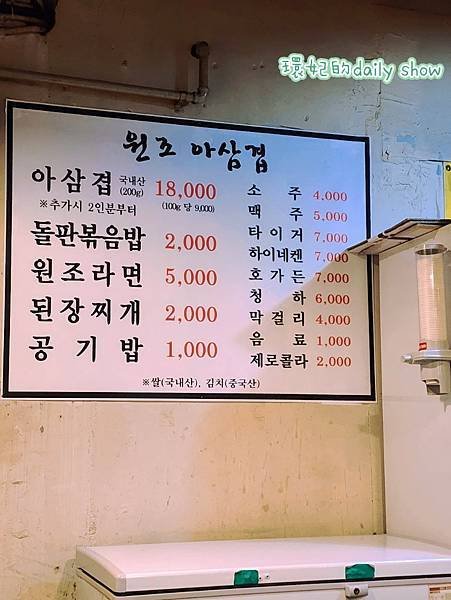 環妃的daily show
원조 아삼겹
아삼겹 국내산 (200g) 18,000
※추가시 2인분부터 (100g 당 9,000)
돌판볶음밥 2,000
원조라면 5,000
된장찌개 2,000
공기밥 1,000
소주 4,000
맥주 5,000
타이거 7,000
하이네켄 7,000
호가든 7,000
청하 6,000
막걸리 4,000
음료 1,000
제로콜라 2,000
※쌀(국내산), 김치(중국산)